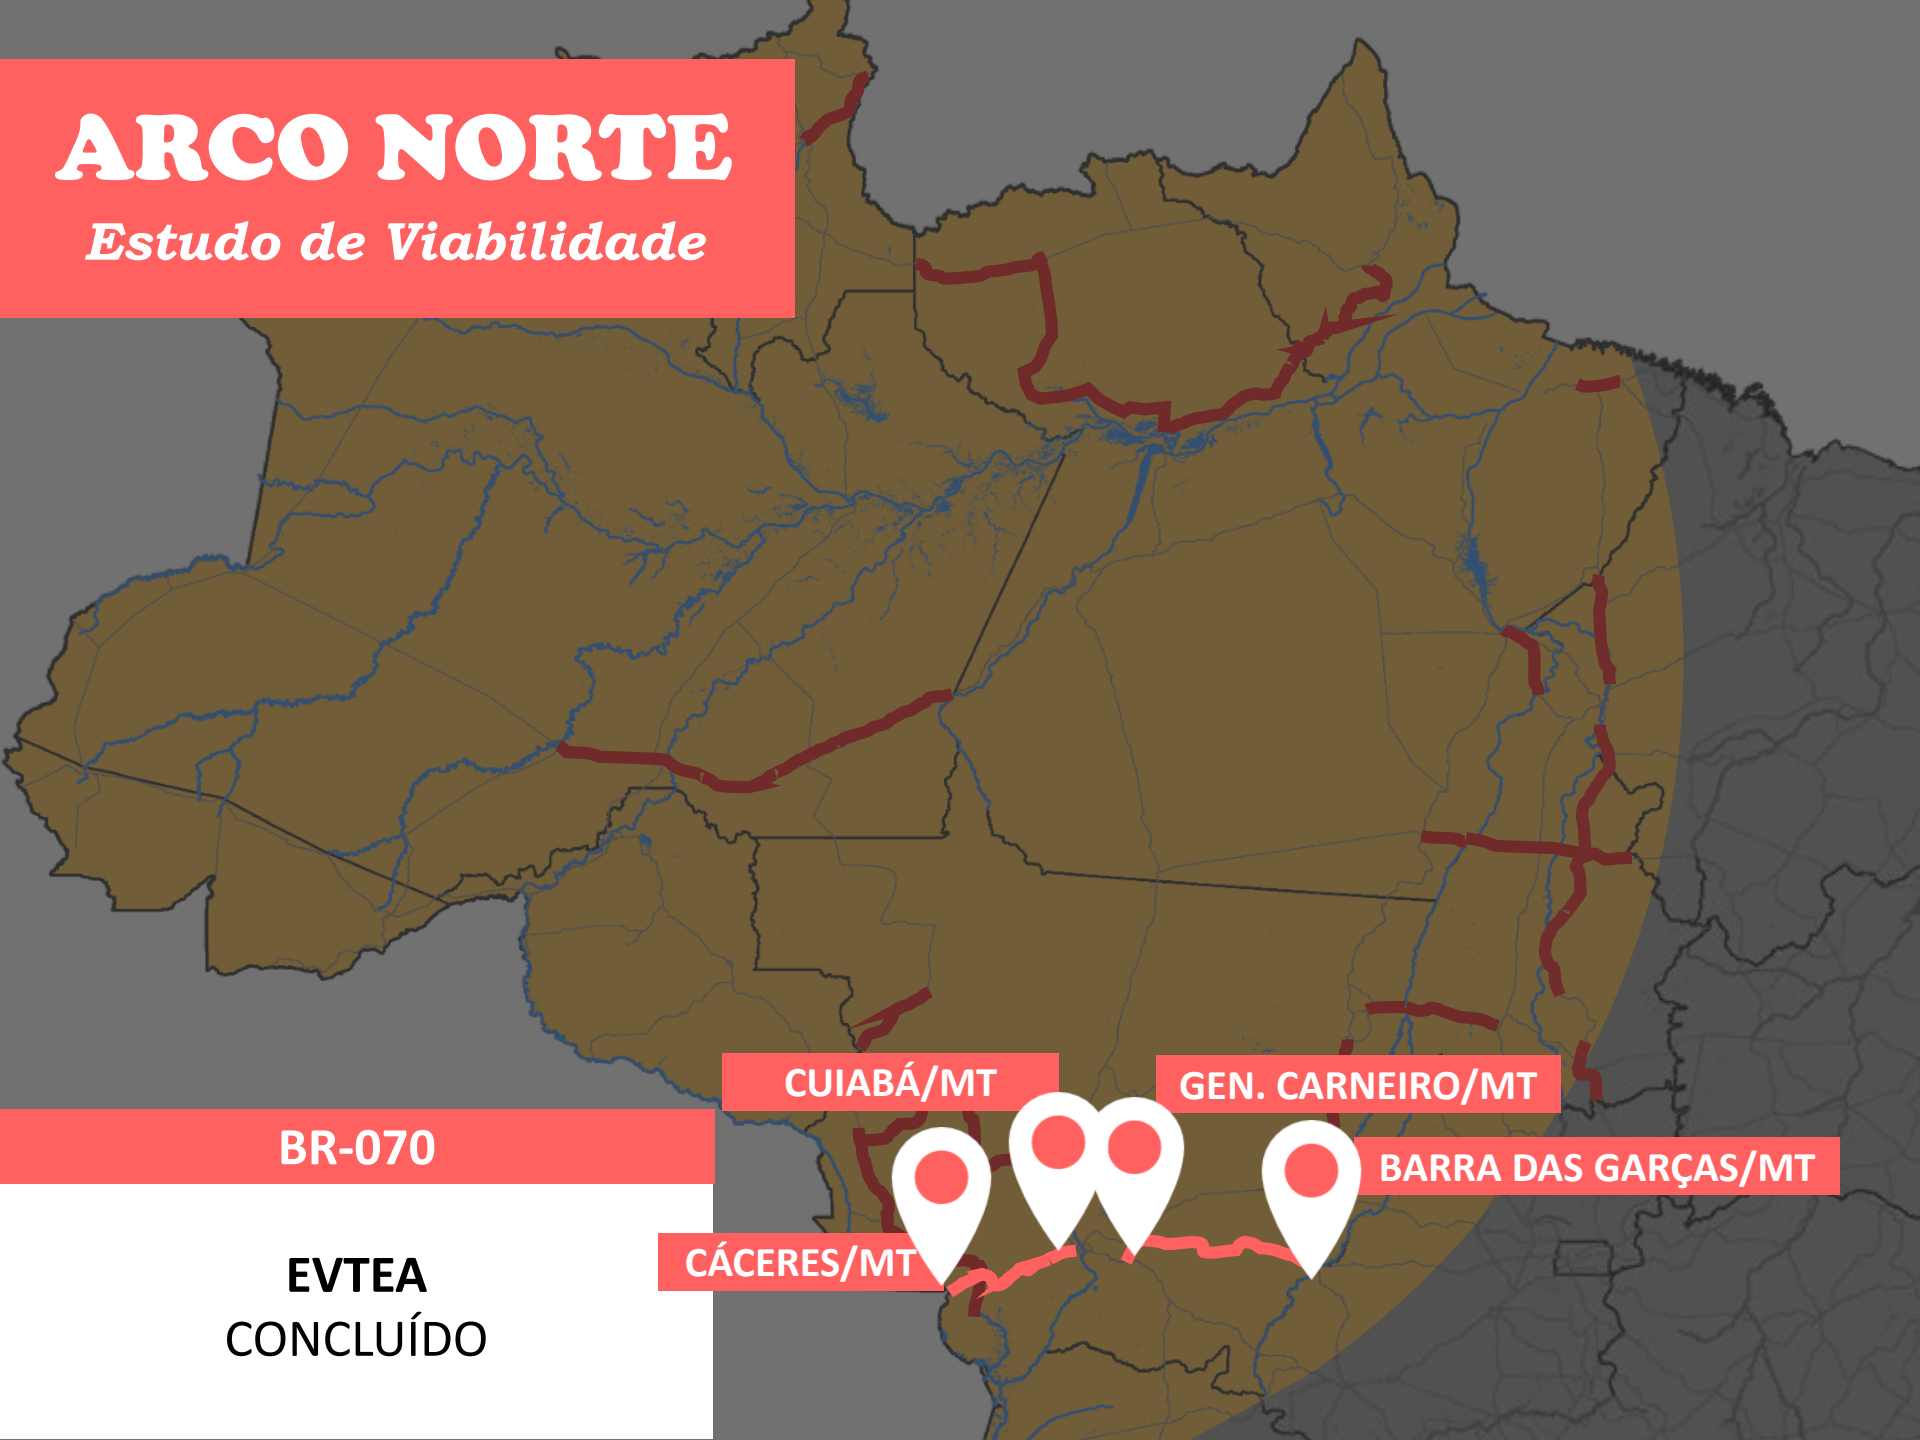 ARCO NORTE
Estudo de Viabilidade
CUIABÁ/MT
GEN. CARNEIRO/MT
BR-070
BARRA DAS GARÇAS/MT
CÁCERES/MT
EVTEA
CONCLUÍDO